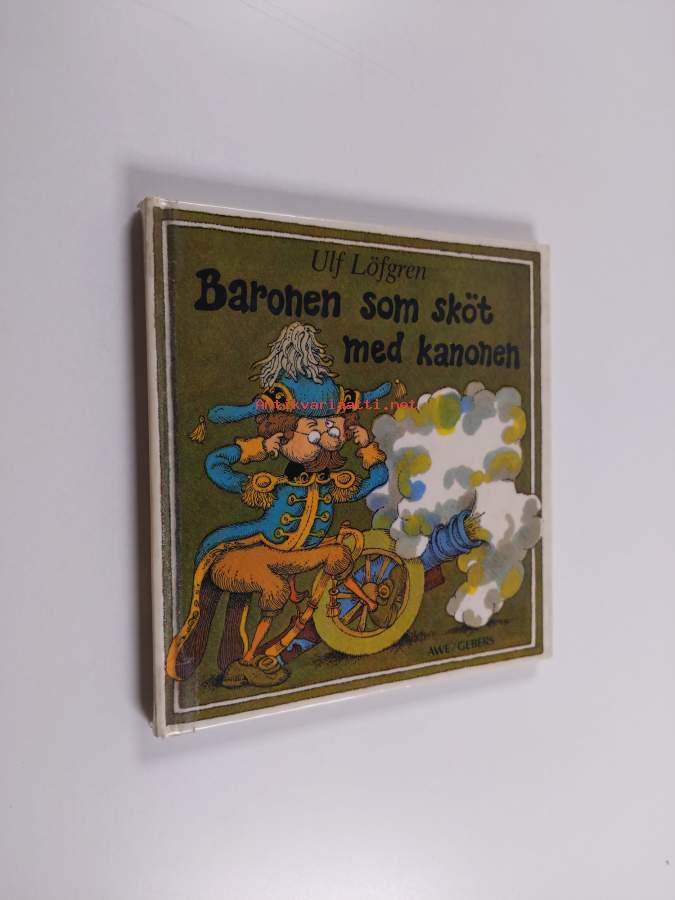 Ulf Löfgren
Baronen som sköt
med kanonen
Antikvariaatti.net
AWE/GEBERS